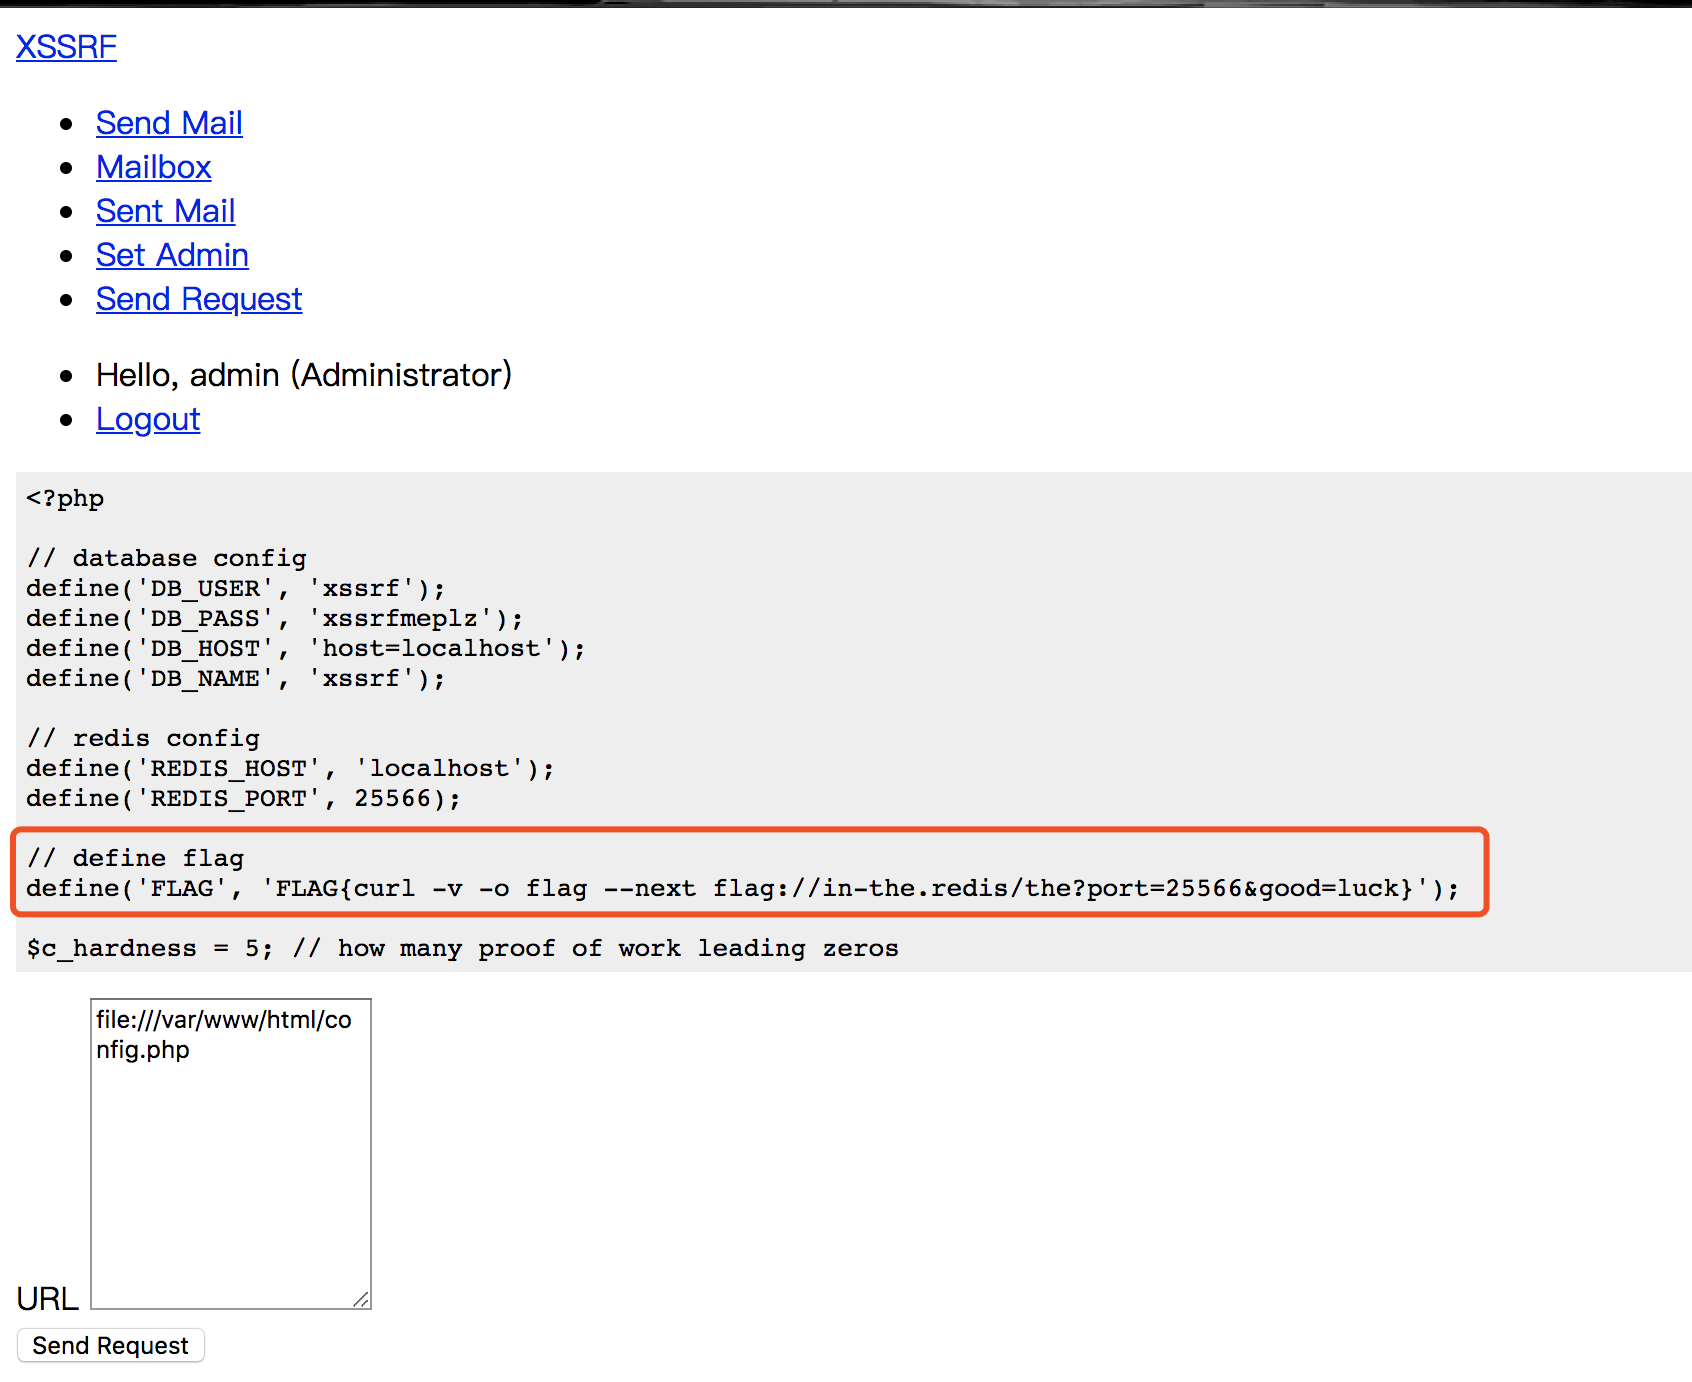 XSSRF
Send Mail
Mailbox
Sent Mail
Set Admin
Send Request
Hello, admin (Administrator)
Logout
<?php
// database config
define('DB_USER', 'xssrf');
define('DB_PASS', 'xssrfmeplz');
define('DB_HOST', 'host=localhost');
define('DB_NAME', 'xssrf');
// redis config
define('REDIS_HOST', 'localhost');
define('REDIS_PORT', 25566);
// define flag
define('FLAG', 'FLAG{curl -v -o flag --next flag://in-the.redis/the?port=25566&good=luck}');
$c_hardness = 5; // how many proof of work leading zeros
file:///var/www/html/co
nfig.php
URL
Send Request